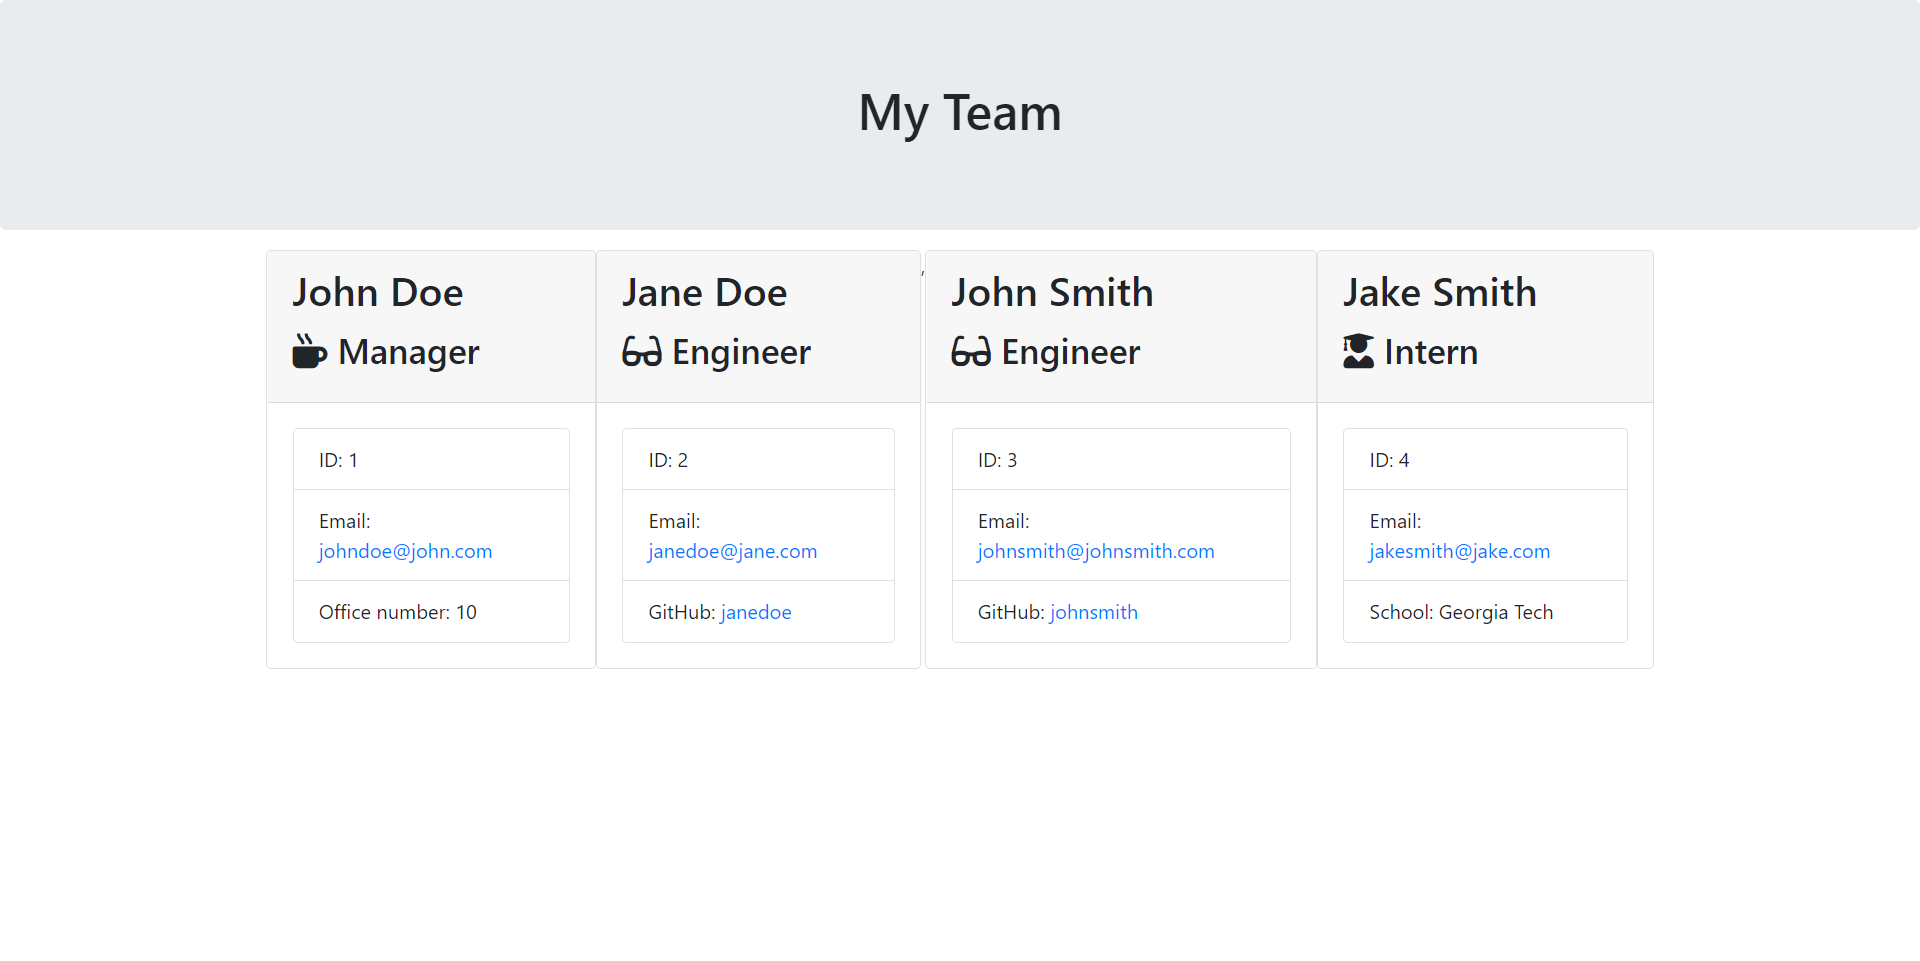 My Team
John Doe
Manager
ID: 1
Email:
johndoe@john.com
Office number: 10
Jane Doe
Engineer
ID: 2
Email:
janedoe@jane.com
GitHub: janedoe
,
John Smith
Engineer
ID: 3
Email:
johnsmith@johnsmith.com
GitHub: johnsmith
Jake Smith
Intern
ID: 4
Email:
jakesmith@jake.com
School: Georgia Tech